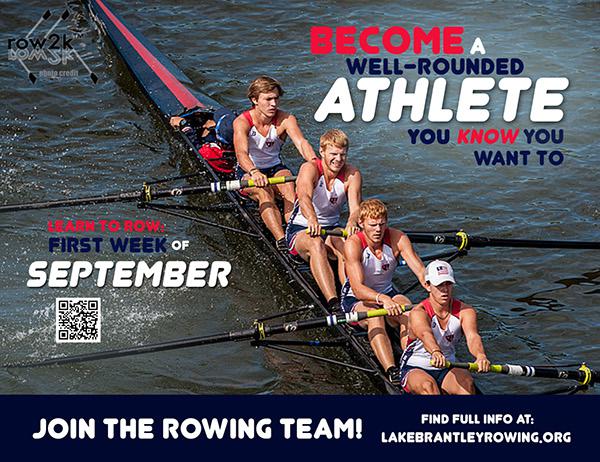 row2k
photo credit
BECOME A
WELL-ROUNDED
ATHLETE
YOU KNOW YOU
WANT TO
LEARN TO ROW:
FIRST WEEK OF
SEPTEMBER
JOIN THE ROWING TEAM!
FIND FULL INFO AT:
LAKEBRANTLEYROWING.ORG